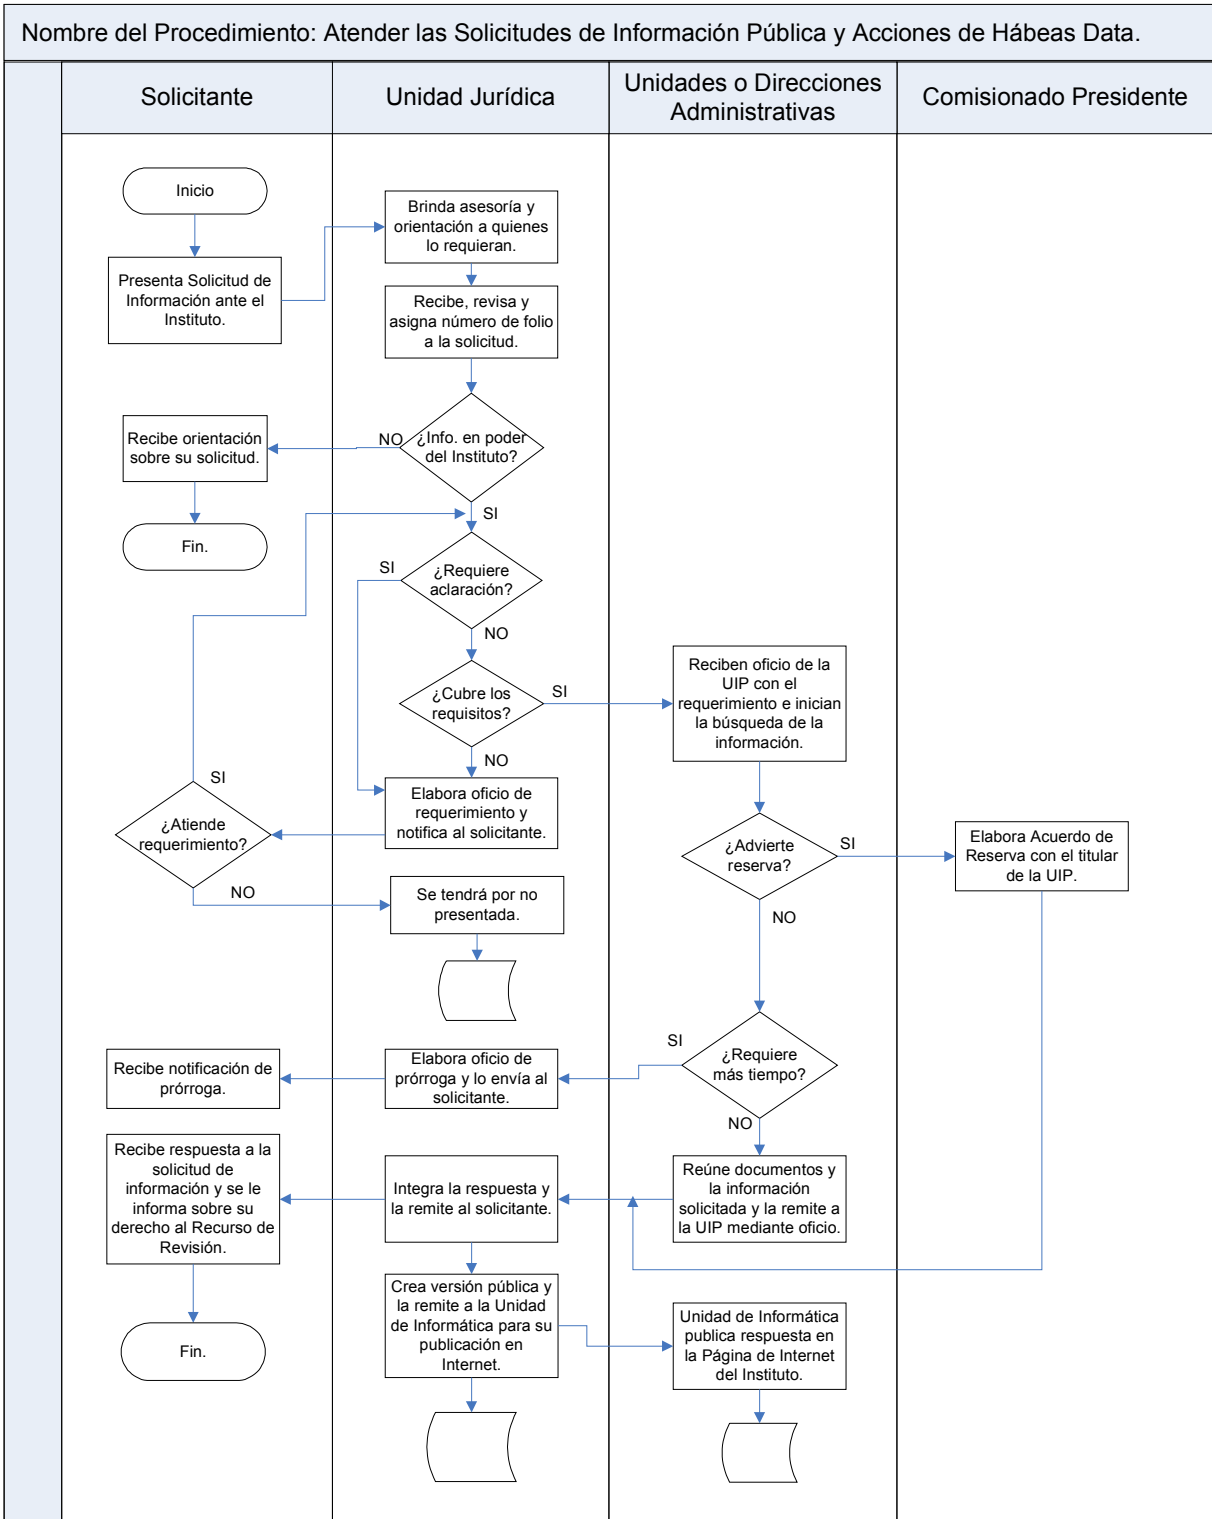 Nombre del Procedimiento: Atender las Solicitudes de Información Pública y Acciones de Hábeas Data.
Solicitante
Unidad Jurídica
Unidades o Direcciones
Administrativas
Comisionado Presidente
Inicio
Presenta Solicitud de
Información ante el
Instituto.
Brinda asesoría y
orientación a quienes
lo requieran.
Recibe, revisa y
asigna número de folio
a la solicitud.
¿Info. en poder
del Instituto?
NO
Recibe orientación
sobre su solicitud.
Fin.
SI
¿Requiere
aclaración?
SI
NO
¿Cubre los
requisitos?
SI
NO
Reciben oficio de la
UIP con el
requerimiento e inician
la búsqueda de la
información.
Elabora oficio de
requerimiento y
notifica al solicitante.
SI
¿Atiende
requerimiento?
NO
Se tendrá por no
presentada.
¿Advierte
reserva?
SI
NO
Elabora Acuerdo de
Reserva con el titular
de la UIP.
¿Requiere
más tiempo?
SI
NO
Elabora oficio de
prórroga y lo envía al
solicitante.
Recibe notificación de
prórroga.
Reúne documentos y
la información
solicitada y la remite a
la UIP mediante oficio.
Integra la respuesta y
la remite al solicitante.
Recibe respuesta a la
solicitud de
información y se le
informa sobre su
derecho al Recurso de
Revisión.
Fin.
Crea versión pública y
la remite a la Unidad
de Informática para su
publicación en
Internet.
Unidad de Informática
publica respuesta en
la Página de Internet
del Instituto.